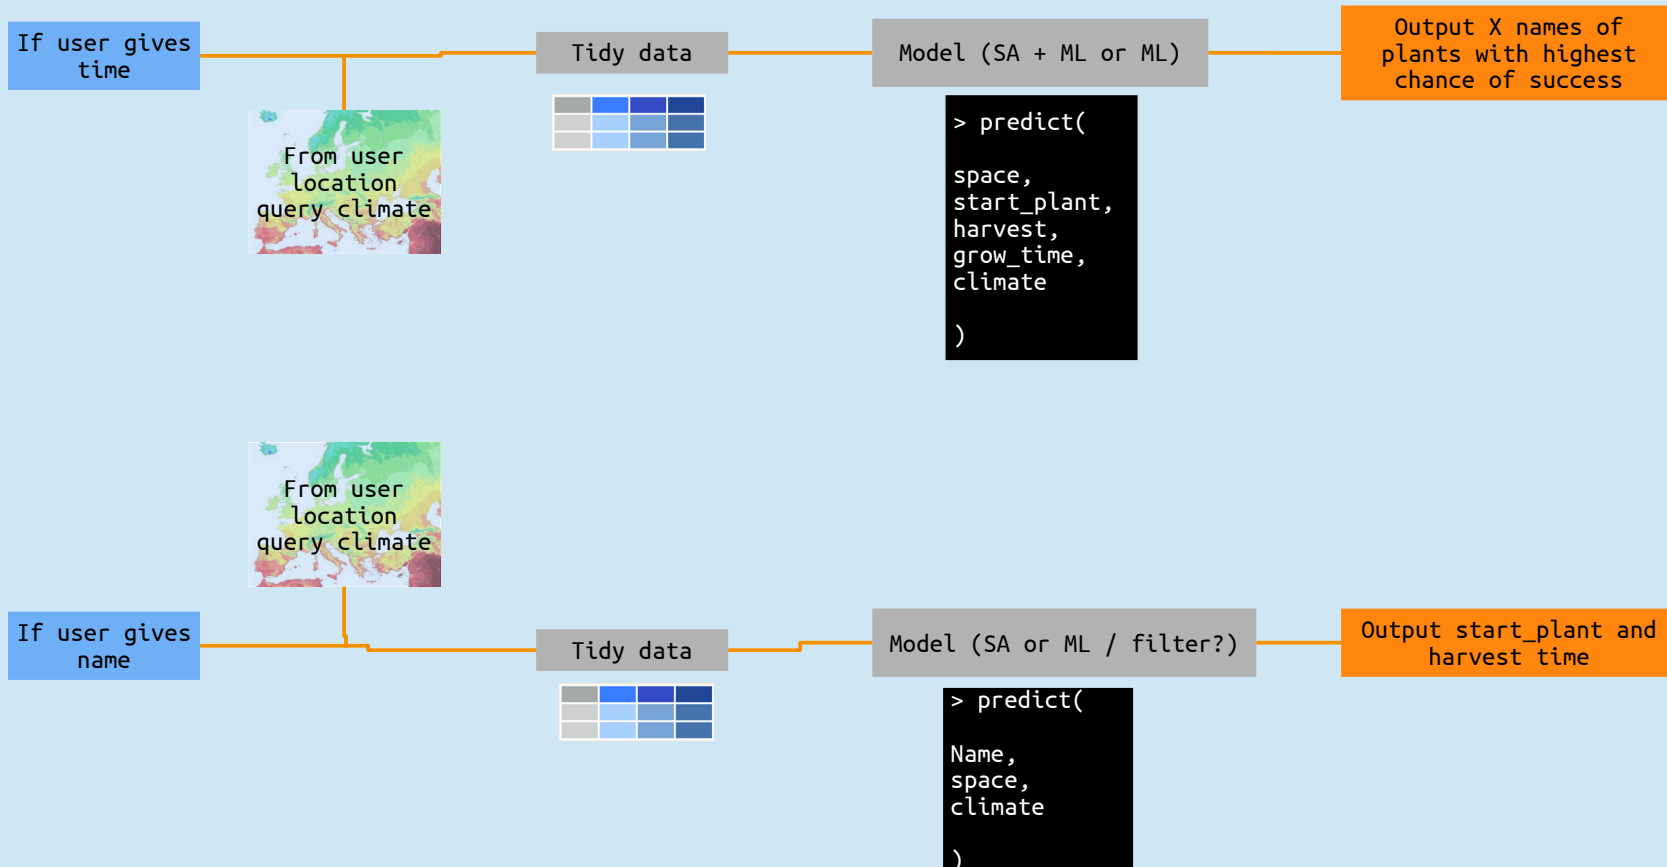 If user gives
time
From user
location
query climate
Tidy data
Model (SA + ML or ML)
> predict(
space,
start_plant,
harvest,
grow_time,
climate
)
Output X names of
plants with highest
chance of success
If user gives
name
From user
location
query climate
Tidy data
Model (SA or ML / filter?)
> predict(
Name,
space,
climate
)
Output start_plant and
harvest time